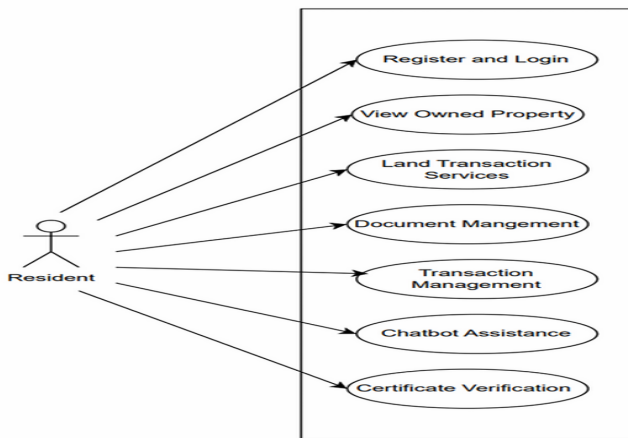 Register and Login
View Owned Property
Land Transaction
Services
Document Mangement
Resident
Transaction
Management
Chatbot Assistance
Certificate Verification